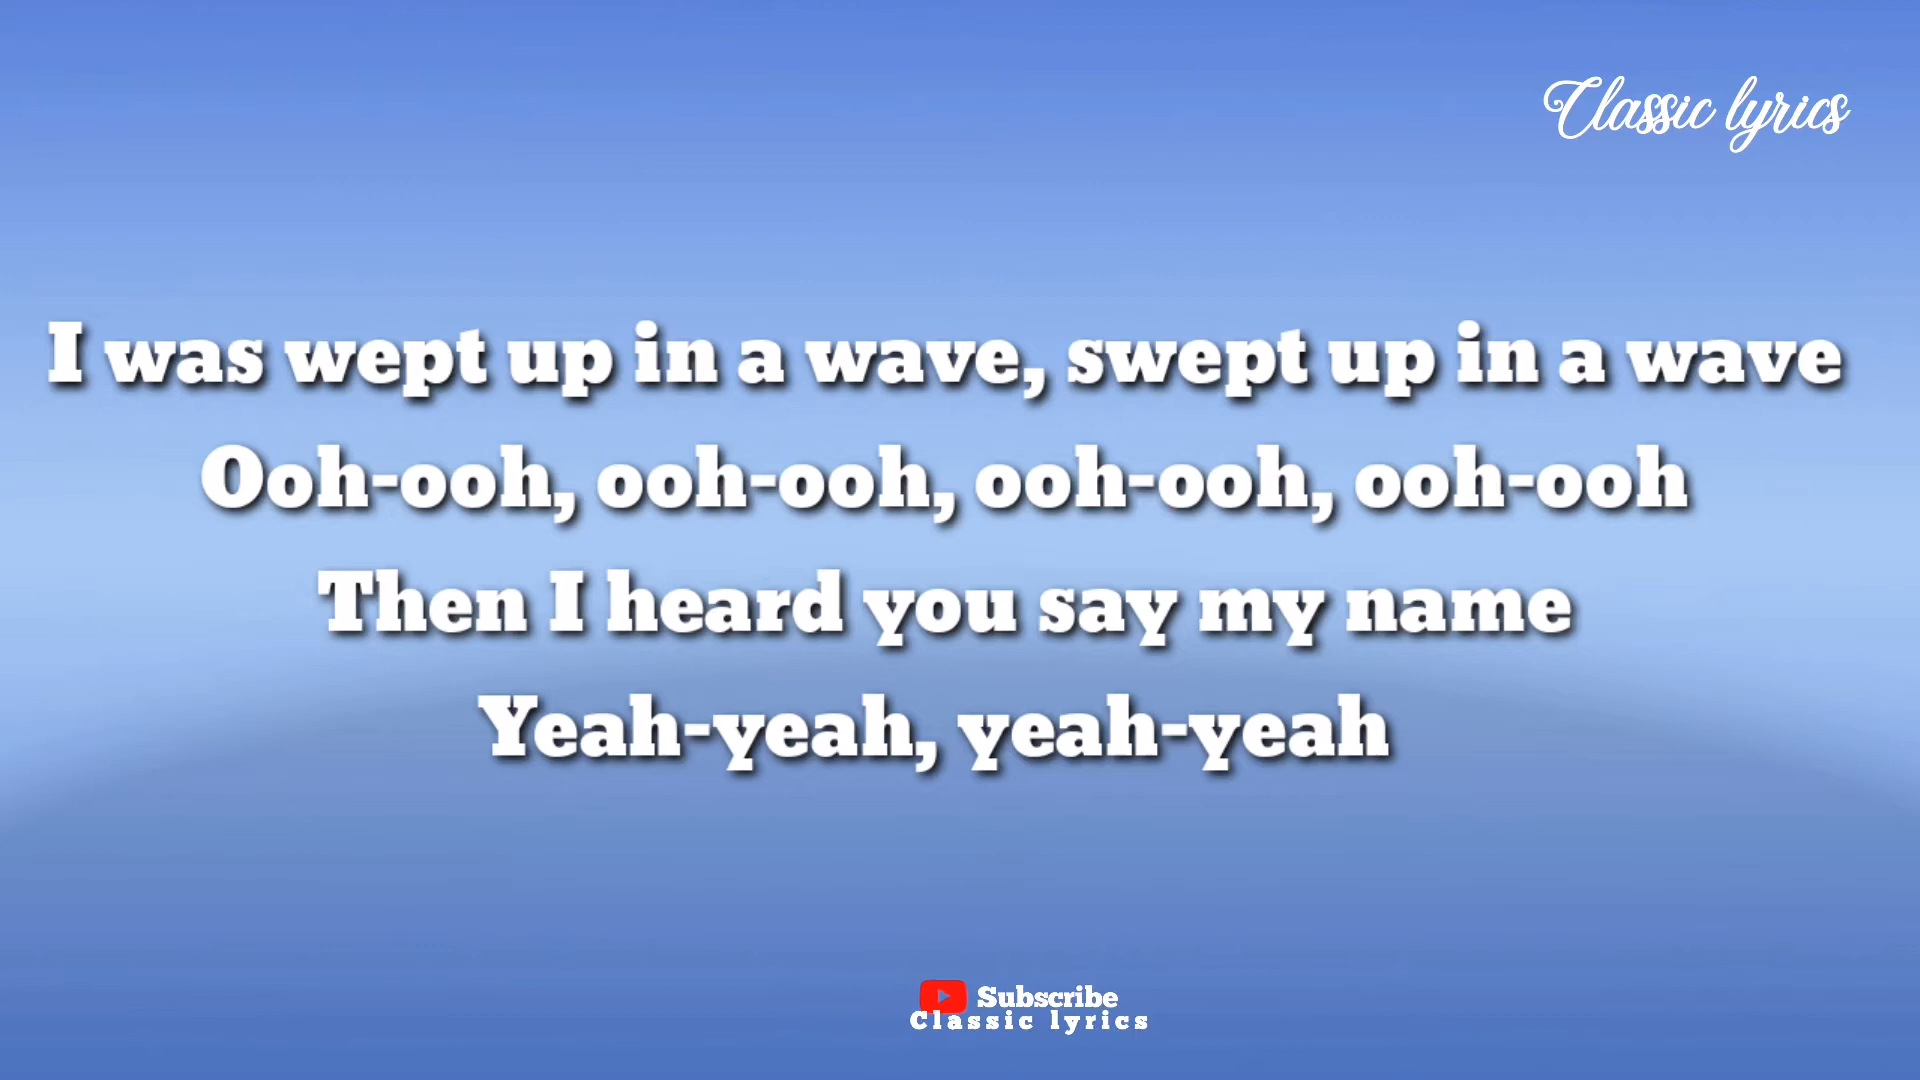 Classic lyrics
I was wept up in a wave, swept up in a wave
Ooh-ooh, ooh-ooh, ooh-ooh, ooh-ooh
Then I heard you say my name
Yeah-yeah, yeah-yeah
Subscribe
Classic lyrics